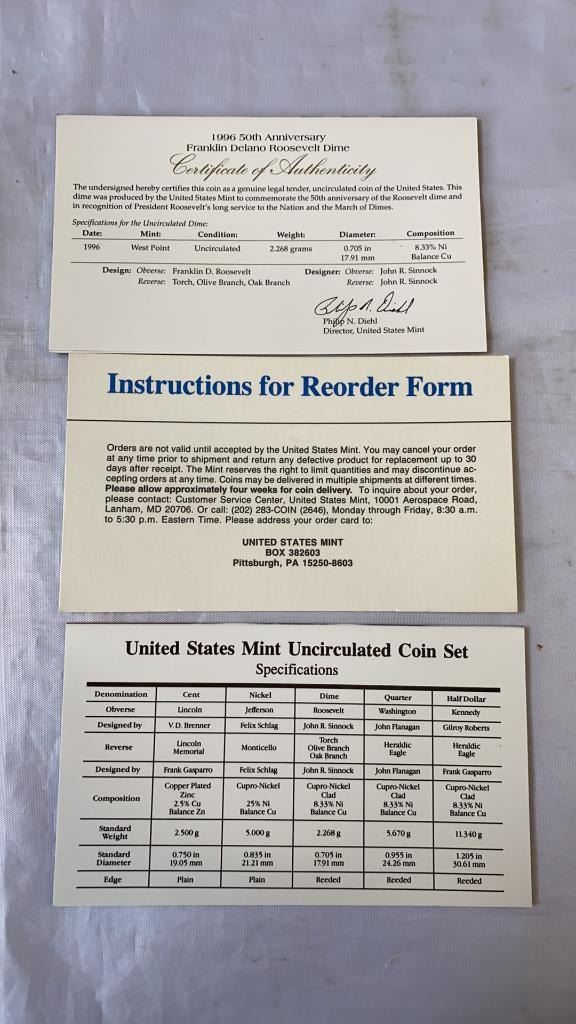 1996 50th Anniversary
Franklin Delano Roosevelt Dime
Certificate of Authenticity
The undersigned hereby certifies this coin as a genuine legal tender, uncirculated coin of the United States. This
dime was produced by the United States Mint to commemorate the 50th anniversary of the Roosevelt dime and
in recognition of President Roosevelt's long service to the Nation and the March of Dimes.
Specifications for the Uncirculated Dime:
Date: Mint: Condition: Weight: Diameter: Composition
1996 West Point Uncirculated 2.268 grams 0.705 in 8.33% Ni
17.91 mm Balance Cu
Design: Obverse: Franklin D. Roosevelt Designer: Obverse: John R. Sinnock
Reverse: Torch, Olive Branch, Oak Branch Reverse: John R. Sinnock
Philip N. Diehl
Philip N. Diehl
Director, United States Mint
Instructions for Reorder Form
Orders are not valid until accepted by the United States Mint. You may cancel your order
at any time prior to shipment and return any defective product for replacement up to 30
days after receipt. The Mint reserves the right to limit quantities and may discontinue ac-
cepting orders at any time. Coins may be delivered in multiple shipments at different times.
Please allow approximately four weeks for coin delivery. To inquire about your order,
please contact: Customer Service Center, United States Mint, 10001 Aerospace Road,
Lanham, MD 20706. Or call: (202) 283-COIN (2646), Monday through Friday, 8:30 a.m.
to 5:30 p.m. Eastern Time. Please address your order card to:
UNITED STATES MINT
BOX 382603
Pittsburgh, PA 15250-8603
United States Mint Uncirculated Coin Set
Specifications
Denomination Cent Nickel Dime Quarter Half Dollar
Obverse Lincoln Jefferson Roosevelt Washington Kennedy
Designed by V.D. Brenner Felix Schlag John R. Sinnock John Flanagan Gilroy Roberts
Reverse Lincoln Memorial Monticello Torch Olive Branch Oak Branch Heraldic Eagle Heraldic Eagle
Designed by Frank Gasparro Felix Schlag John R. Sinnock John Flanagan Frank Gasparro
Composition Copper Plated Zinc 2.5% Cu Balance Zn Cupro-Nickel 25% Ni Balance Cu Cupro-Nickel Clad 8.33% Ni Balance Cu Cupro-Nickel Clad 8.33% Ni Balance Cu Cupro-Nickel Clad 8.33% Ni Balance Cu
Standard Weight 2.500 g 5.000 g 2.268 g 5.670 g 11.340 g
Standard Diameter 0.750 in 19.05 mm 0.835 in 21.21 mm 0.705 in 17.91 mm 0.955 in 24.26 mm 1.205 in 30.61 mm
Edge Plain Plain Reeded Reeded Reeded